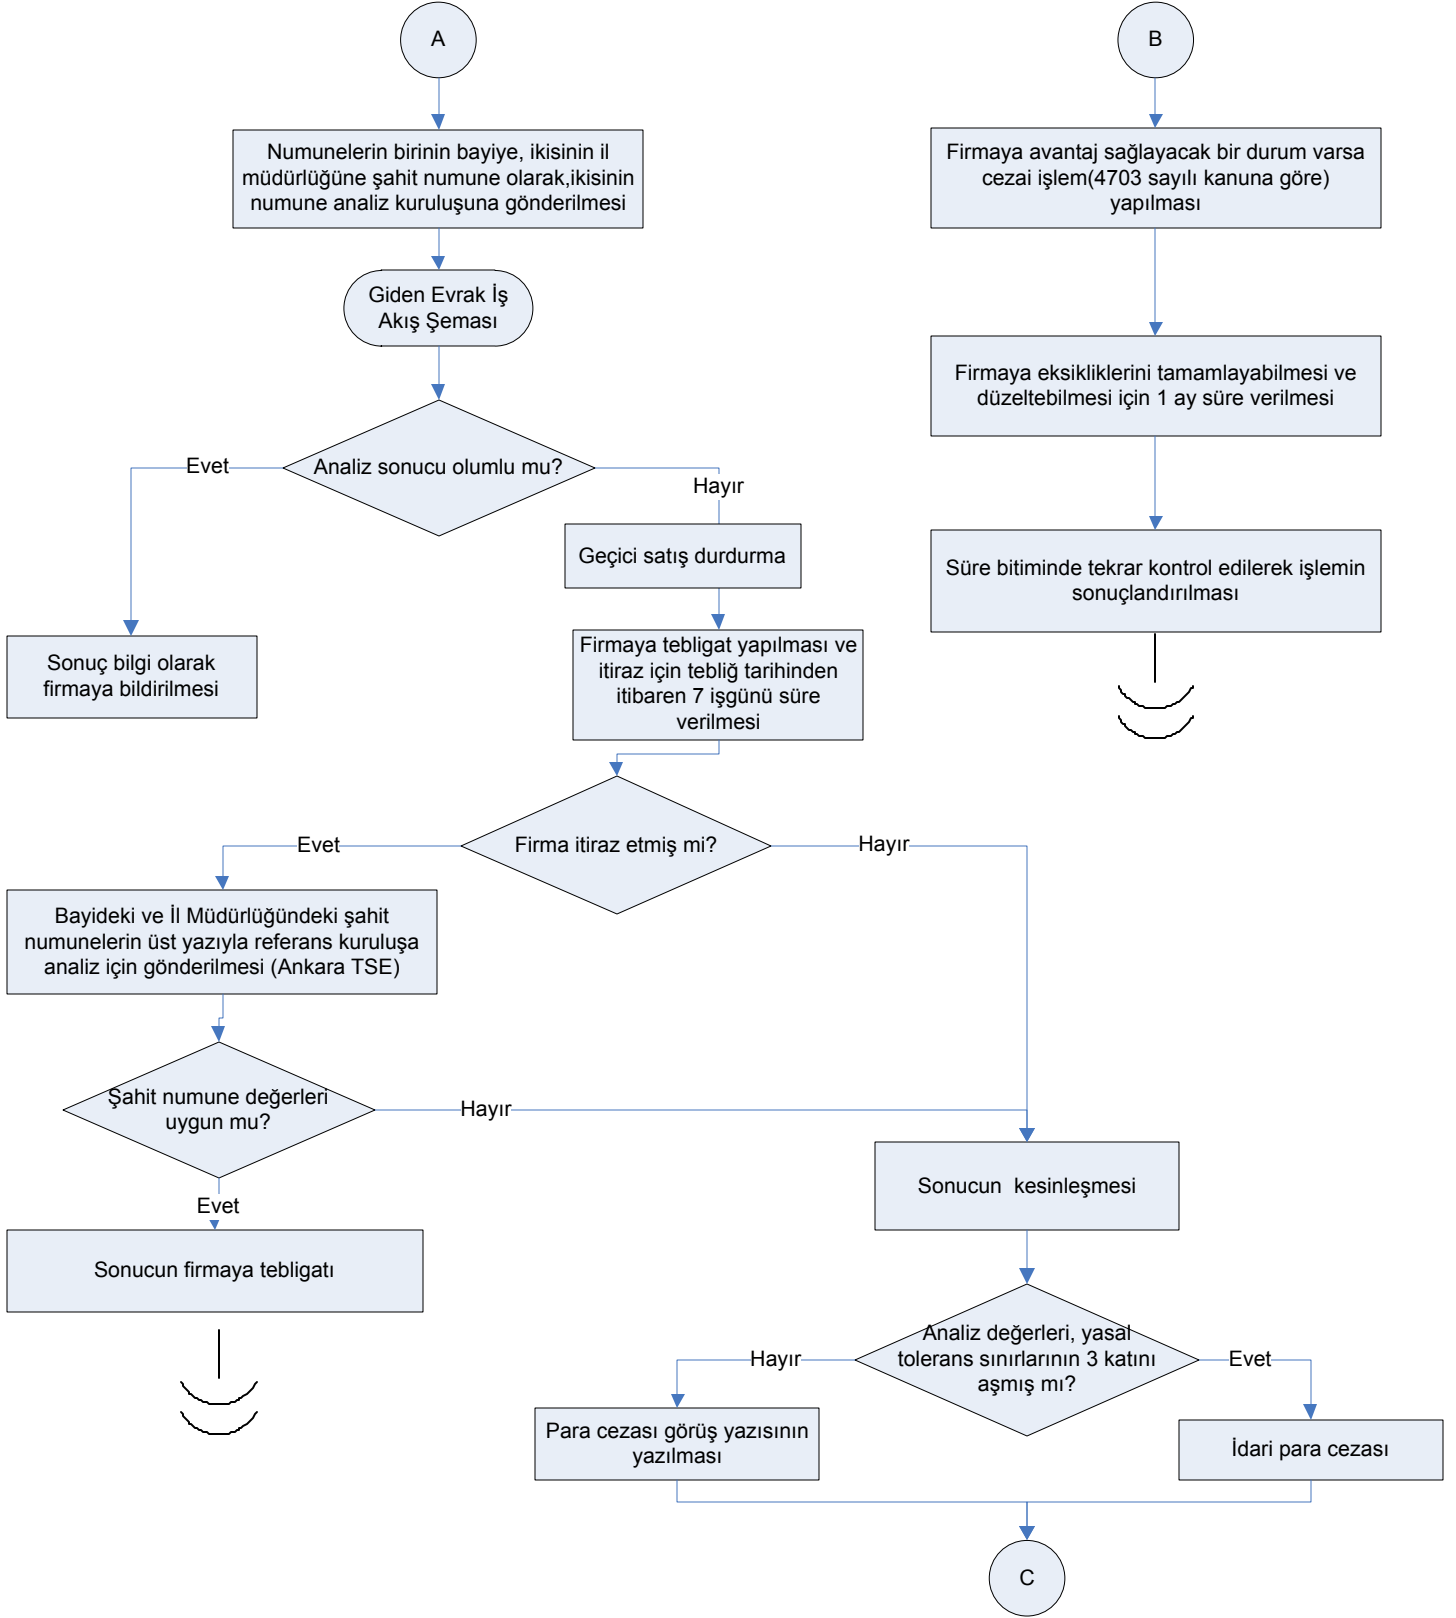 A
Numunelerin birinin bayiye, ikisinin il
müdürlüğüne şahit numune olarak,ikisinin
numune analiz kuruluşuna gönderilmesi
Giden Evrak İş
Akış Şeması
Analiz sonucu olumlu mu?
Evet
Hayır
Geçici satış durdurma
Sonuç bilgi olarak
firmaya bildirilmesi
Firmaya tebligat yapılması ve
itiraz için tebliğ tarihinden
itibaren 7 işgünü süre
verilmesi
Firma itiraz etmiş mi?
Evet
Hayır
Bayideki ve İl Müdürlüğündeki şahit
numunelerin üst yazıyla referans kuruluşa
analiz için gönderilmesi (Ankara TSE)
Şahit numune değerleri
uygun mu?
Hayır
Evet
Sonucun firmaya tebligatı
Sonucun  kesinleşmesi
Analiz değerleri, yasal
tolerans sınırlarının 3 katını
aşmış mı?
Hayır
Evet
Para cezası görüş yazısının
yazılması
İdari para cezası
C
B
Firmaya avantaj sağlayacak bir durum varsa
cezai işlem(4703 sayılı kanuna göre)
yapılması
Firmaya eksikliklerini tamamlayabilmesi ve
düzeltebilmesi için 1 ay süre verilmesi
Süre bitiminde tekrar kontrol edilerek işlemin
sonuçlandırılması